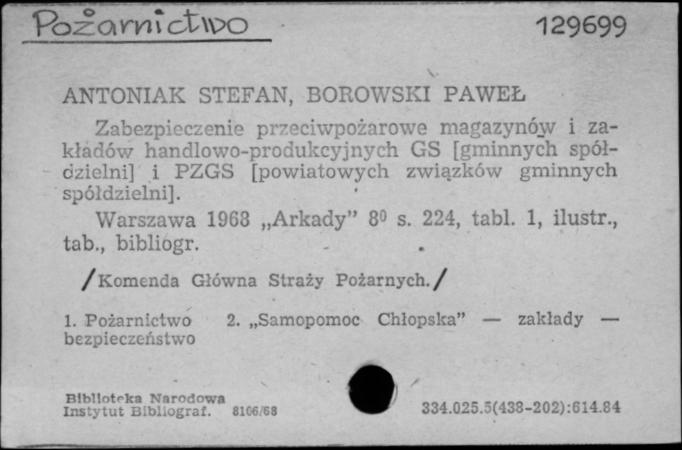 Pożarnictwo 129699
ANTONIAK STEFAN, BOROWSKI PAWEŁ
Zabezpieczenie przeciwpożarowe magazynów i za-
kładów handlowo-produkcyjnych GS [gminnych spół-
dzielni] i PZGS [powiatowych związków gminnych
spółdzielni].
Warszawa 1968 „Arkady” 8⁰ s. 224, tabl. 1, ilustr.,
tab., bibliogr.
/Komenda Główna Straży Pożarnych./
1. Pożarnictwo 2. „Samopomoc Chłopska” — zakłady —
bezpieczeństwo
Biblioteka Narodowa
Instytut Bibliograf. 8106/68 334.025.5(438-202):614.84